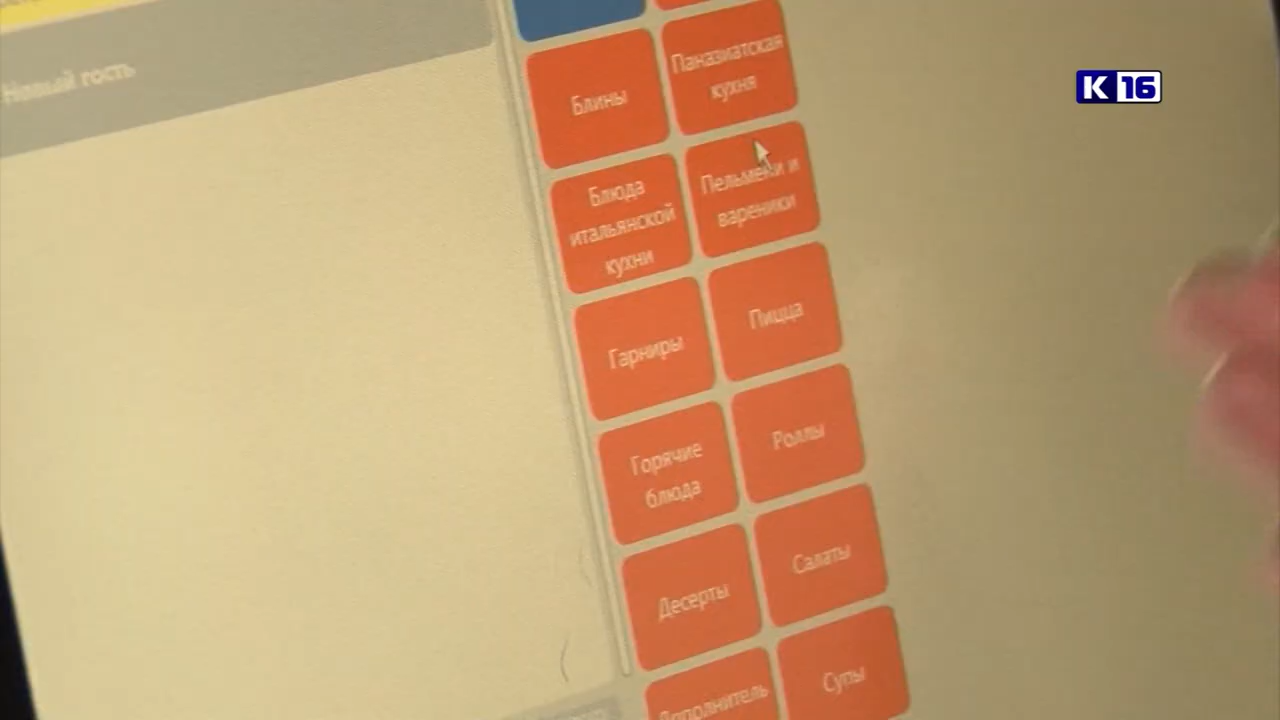 Новый гость
K 16
Блины
Паназиатская
кухня
Блюда
итальянской
кухни
Пельмени и
вареники
Гарниры
Пицца
Горячие
блюда
Роллы
Десерты
Салаты
Дополнитель
Супы